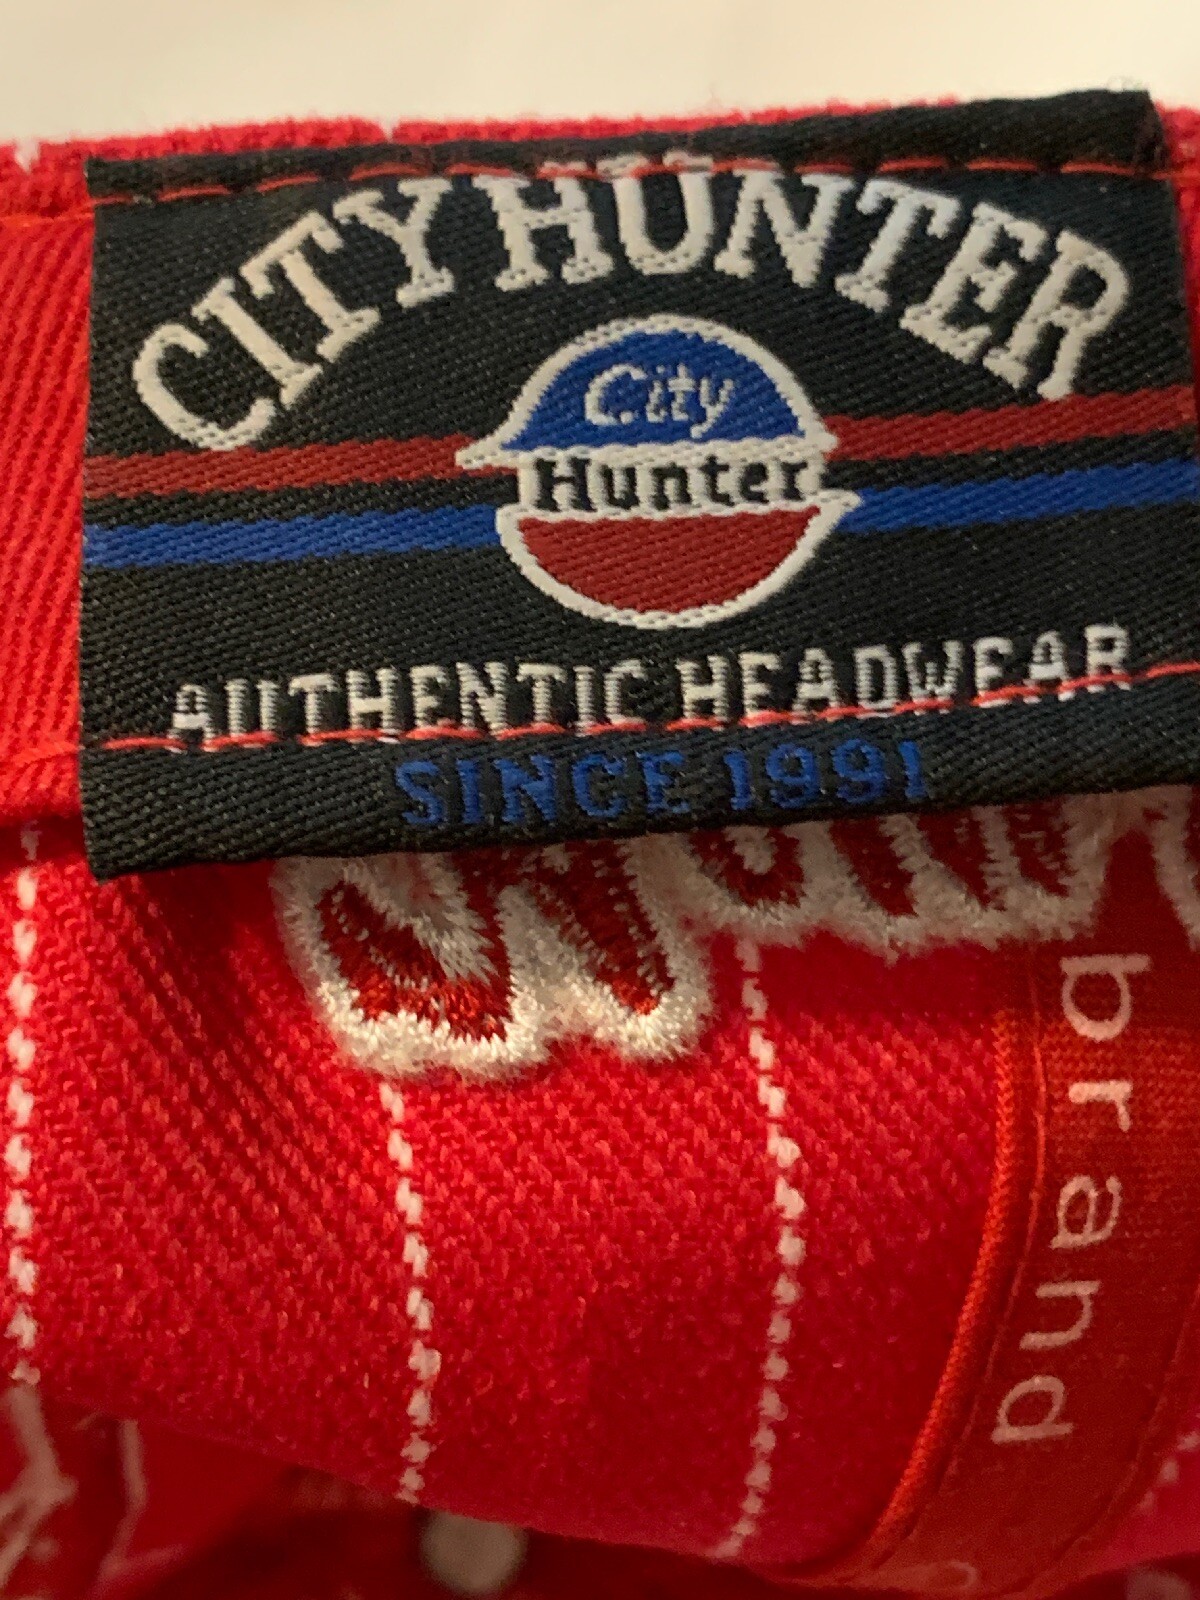 CITY HUNTER
City
Hunter
AUTHENTIC HEADWEAR
SINCE 1991
brand